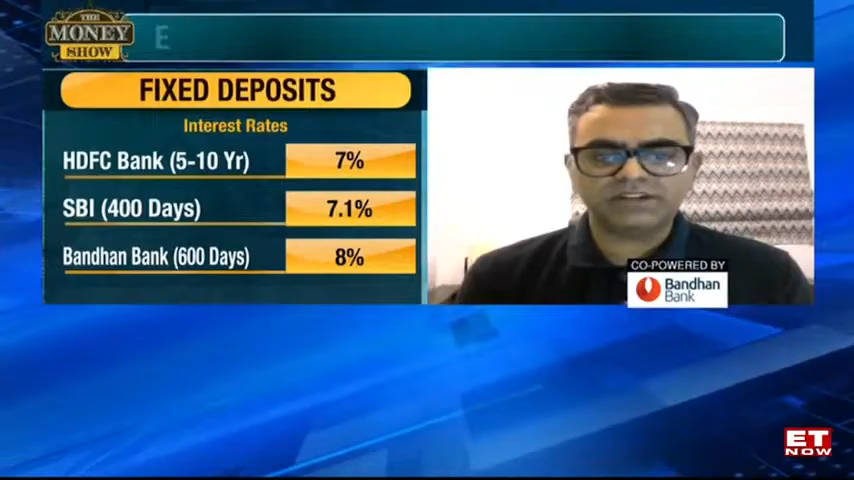 THE
MONEY
SHOW
E
FIXED DEPOSITS
Interest Rates
HDFC Bank (5-10 Yr) 7%
SBI (400 Days) 7.1%
Bandhan Bank (600 Days) 8%
CO-POWERED BY
Bandhan
Bank
ET
NOW